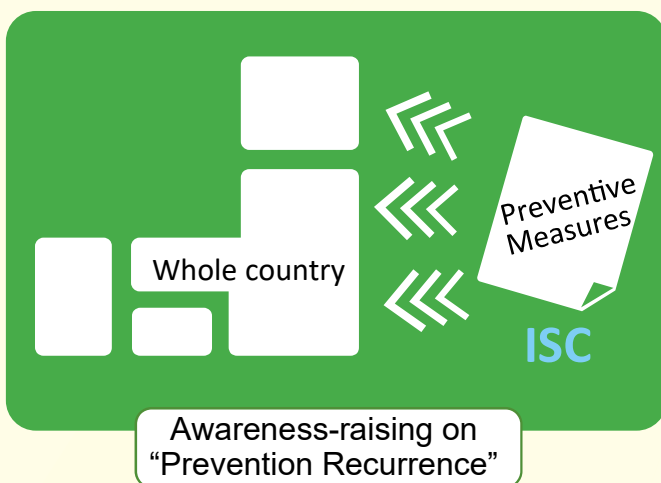 Whole country
Preventive
Measures
ISC
Awareness-raising on
“Prevention Recurrence”